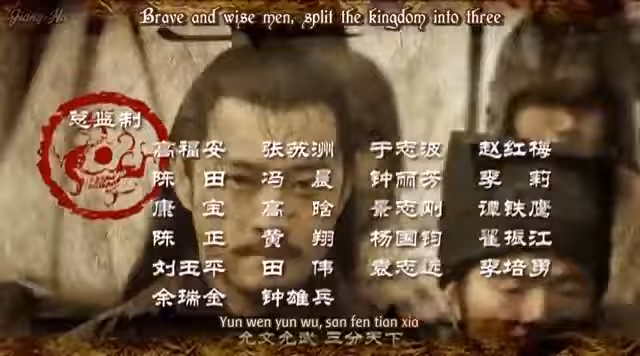 Jiang Hu
Brave and wise men, split the kingdom into three
总监制
高福安 张苏洲 于志波 赵红梅
陈 田 冯 晨 钟丽芳 李 莉
康 宝 高 晗 景志刚 谭铁鹰
陈 正 黄 翔 杨国钧 翟振江
刘玉平 田 伟 袁志远 李培勇
余瑞金 钟雄兵
Yun wen yun wu, san fen tian xia
允文允武 三分天下